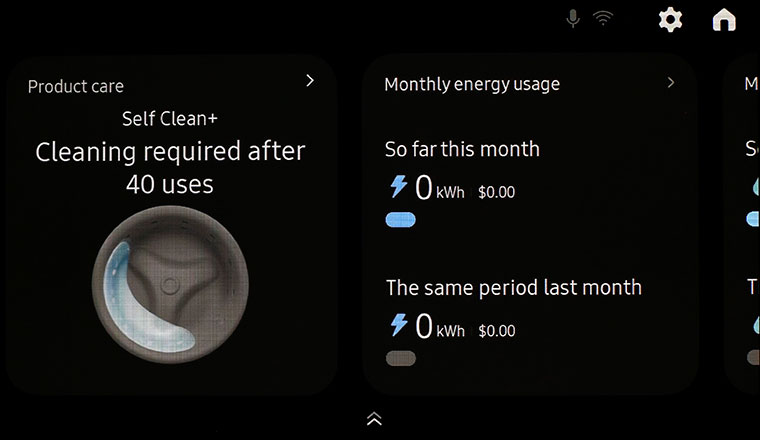 Product care
Self Clean+
Cleaning required after
40 uses
Monthly energy usage
So far this month
0 kWh $0.00
The same period last month
0 kWh $0.00
M
S
T